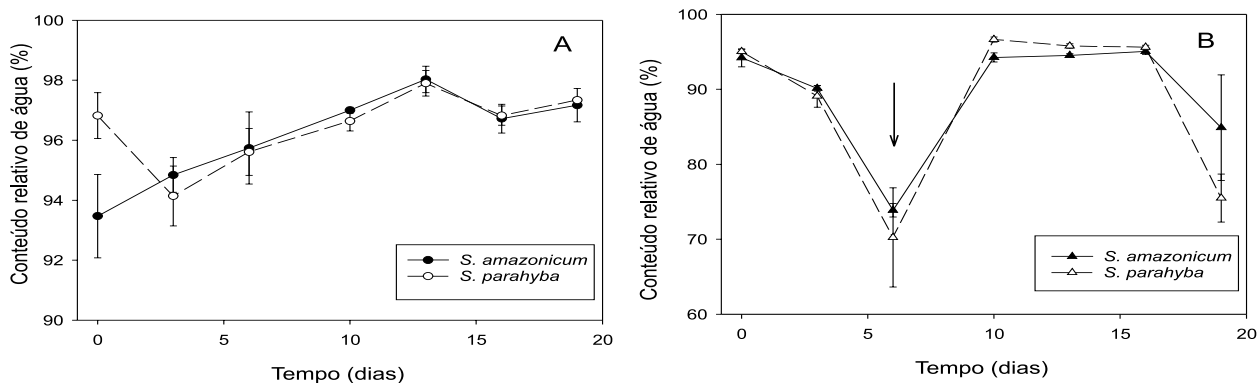 A
Conteúdo relativo de água (%)
100
98
96
94
92
90
0
5
10
15
20
Tempo (dias)
S. amazonicum
S. parahyba
B
Conteúdo relativo de água (%)
100
90
80
70
60
0
5
10
15
20
Tempo (dias)
S. amazonicum
S. parahyba